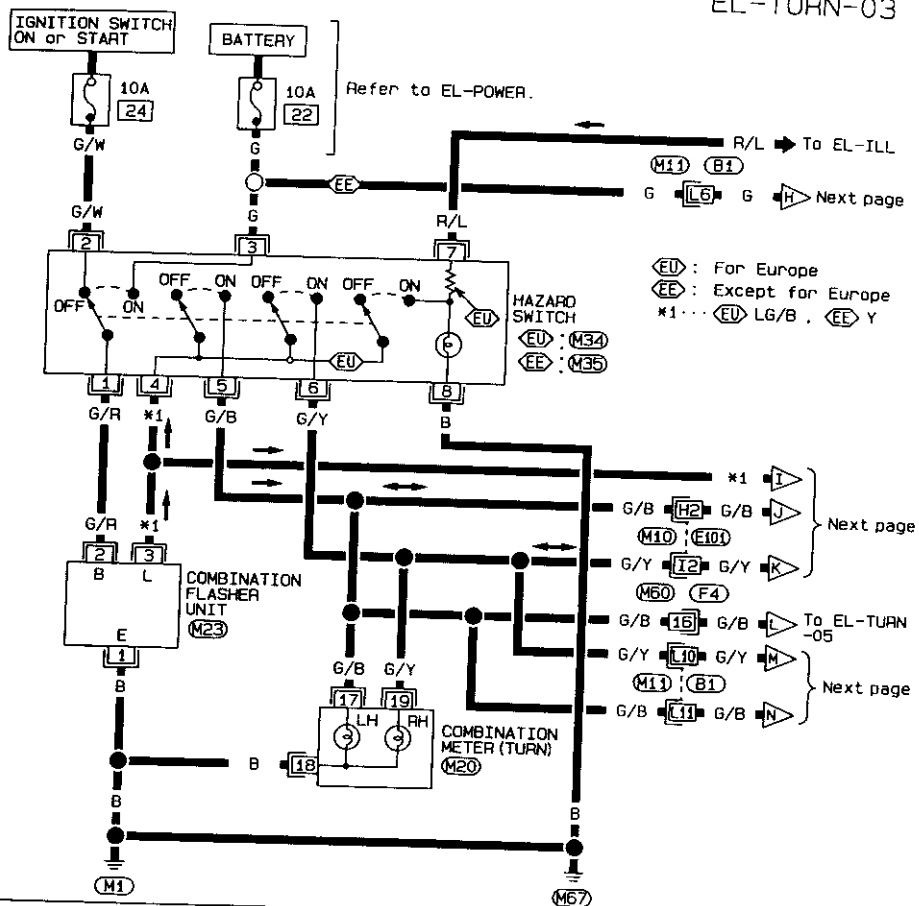 EL-TURN-03
IGNITION SWITCH
ON or START
BATTERY
10A
24
10A
22
Refer to EL-POWER.
G/W
G
R/L
To EL-ILL
M11
B1
EE
G
L6
G
H
Next page
G/W
G
R/L
2
3
7
EU : For Europe
EE : Except for Europe
*1··· EU LG/B , EE Y
OFF
ON
OFF
ON
OFF
ON
OFF
ON
EU
EU
HAZARD
SWITCH
EU : M34
EE : M35
1
4
5
6
8
G/R
*1
G/B
G/Y
B
*1
I
G/B
H2
G/B
J
Next page
M10
E101
G/Y
I2
G/Y
K
M60
F4
G/R
*1
2
3
B
L
COMBINATION
FLASHER
UNIT
M23
E
1
G/B
16
G/B
L
To EL-TURN
-05
G/Y
L10
G/Y
M
M11
B1
Next page
G/B
L11
G/B
N
G/B
G/Y
17
19
LH
RH
COMBINATION
METER (TURN)
M20
B
B
18
B
B
M1
M67